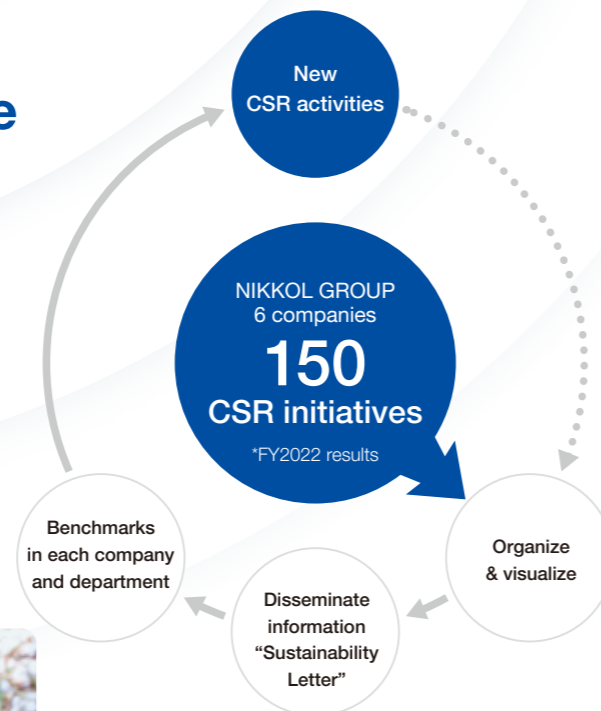 e
New
CSR activities
NIKKOL GROUP
6 companies
150
CSR initiatives
*FY2022 results
Organize
& visualize
Disseminate
information
“Sustainability
Letter”
Benchmarks
in each company
and department